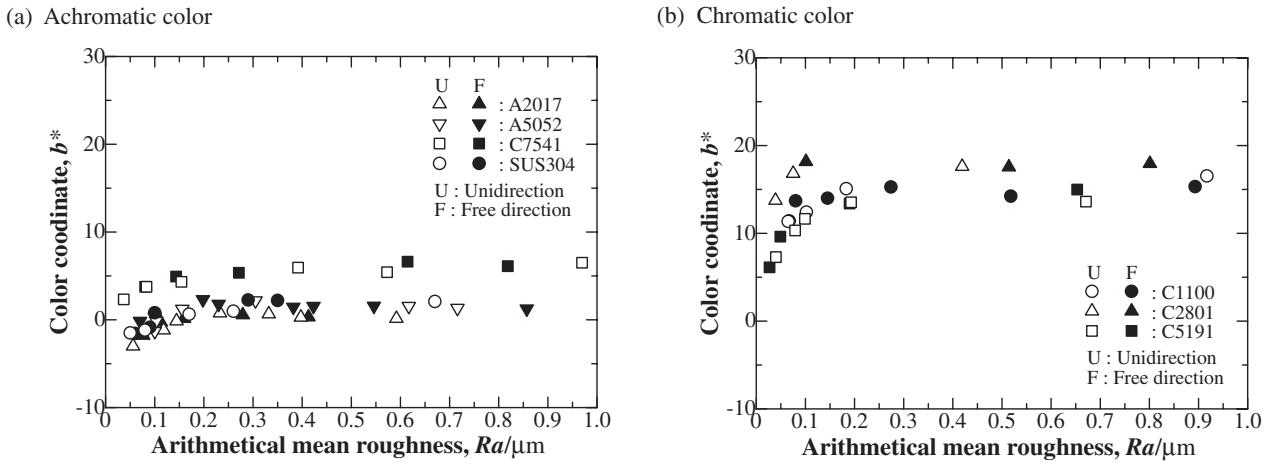 (a) Achromatic color
30
20
10
0
-10
0 0.1 0.2 0.3 0.4 0.5 0.6 0.7 0.8 0.9 1.0
Color coodinate, b*
Arithmetical mean roughness, Ra/μm
U F
: A2017
: A5052
: C7541
: SUS304
U : Unidirection
F : Free direction
(b) Chromatic color
30
20
10
0
-10
0 0.1 0.2 0.3 0.4 0.5 0.6 0.7 0.8 0.9 1.0
Color coodinate, b*
Arithmetical mean roughness, Ra/μm
U F
: C1100
: C2801
: C5191
U : Unidirection
F : Free direction